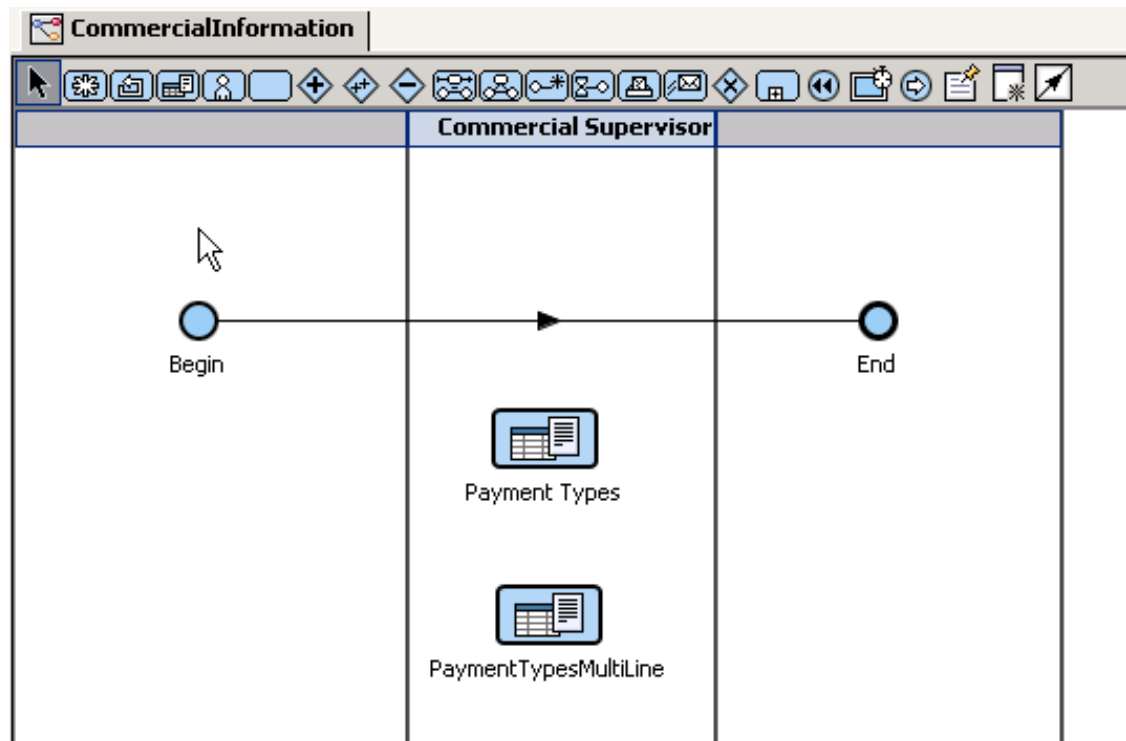 CommercialInformation
Commercial Supervisor
Begin
End
Payment Types
PaymentTypesMultiLine